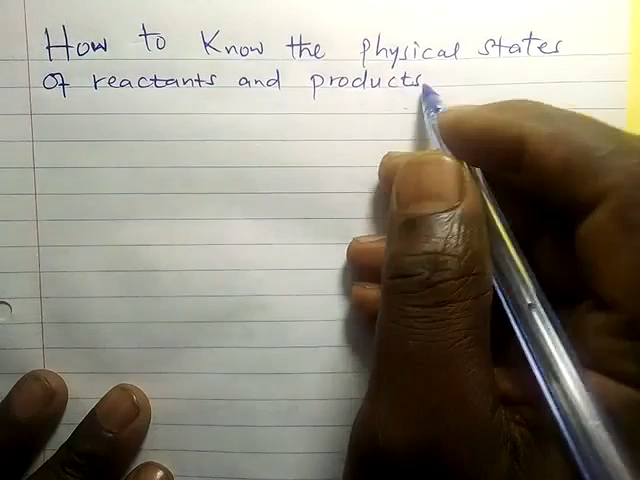 How to Know the physical states
of reactants and products